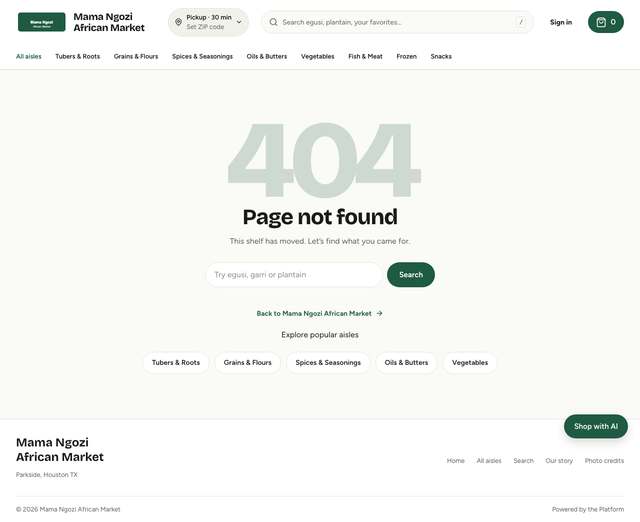 Mama Ngozi
African Market
Mama Ngozi
African Market
Pickup · 30 min
Set ZIP code
Search egusi, plantain, your favorites...
/
Sign in
0
All aisles
Tubers & Roots
Grains & Flours
Spices & Seasonings
Oils & Butters
Vegetables
Fish & Meat
Frozen
Snacks
404
Page not found
This shelf has moved. Let's find what you came for.
Try egusi, garri or plantain
Search
Back to Mama Ngozi African Market →
Explore popular aisles
Tubers & Roots
Grains & Flours
Spices & Seasonings
Oils & Butters
Vegetables
Shop with AI
Mama Ngozi
African Market
Parkside, Houston TX
Home
All aisles
Search
Our story
Photo credits
© 2026 Mama Ngozi African Market
Powered by the Platform